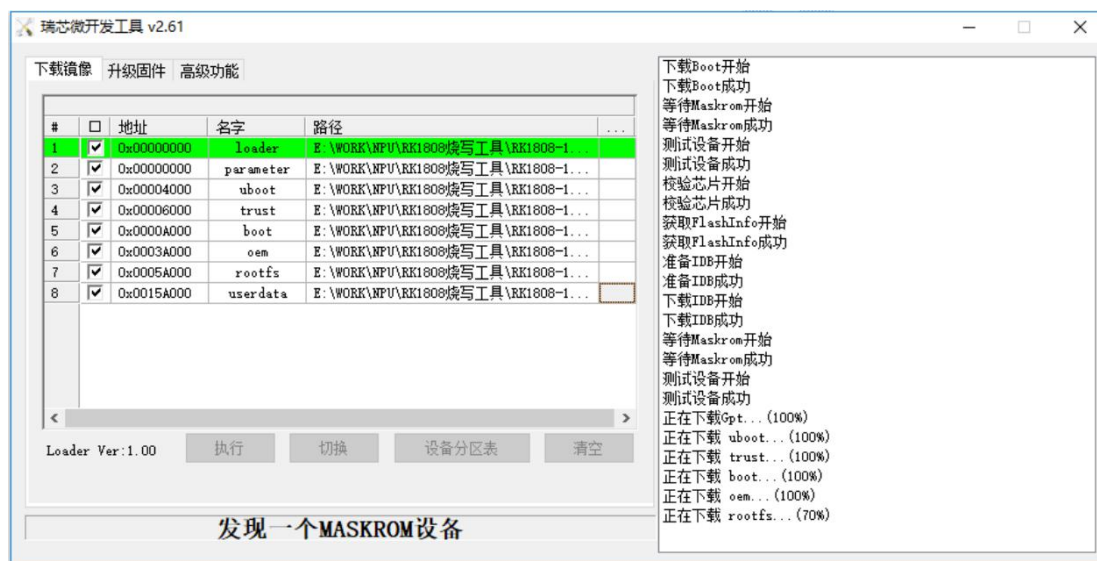 瑞芯微开发工具 v2.61
下载镜像 升级固件 高级功能
# 地址 名字 路径 ...
1 0x00000000 loader E:\WORK\NPU\RK1808烧写工具\RK1808-1...
2 0x00000000 parameter E:\WORK\NPU\RK1808烧写工具\RK1808-1...
3 0x00004000 uboot E:\WORK\NPU\RK1808烧写工具\RK1808-1...
4 0x00006000 trust E:\WORK\NPU\RK1808烧写工具\RK1808-1...
5 0x0000A000 boot E:\WORK\NPU\RK1808烧写工具\RK1808-1...
6 0x0003A000 oem E:\WORK\NPU\RK1808烧写工具\RK1808-1...
7 0x0005A000 rootfs E:\WORK\NPU\RK1808烧写工具\RK1808-1...
8 0x0015A000 userdata E:\WORK\NPU\RK1808烧写工具\RK1808-1...
Loader Ver:1.00 执行 切换 设备分区表 清空
发现一个MASKROM设备
下载Boot开始
下载Boot成功
等待Maskrom开始
等待Maskrom成功
测试设备开始
测试设备成功
校验芯片开始
校验芯片成功
获取FlashInfo开始
获取FlashInfo成功
准备IDB开始
准备IDB成功
下载IDB开始
下载IDB成功
等待Maskrom开始
等待Maskrom成功
测试设备开始
测试设备成功
正在下载Gpt...(100%)
正在下载 uboot...(100%)
正在下载 trust...(100%)
正在下载 boot...(100%)
正在下载 oem...(100%)
正在下载 rootfs...(70%)